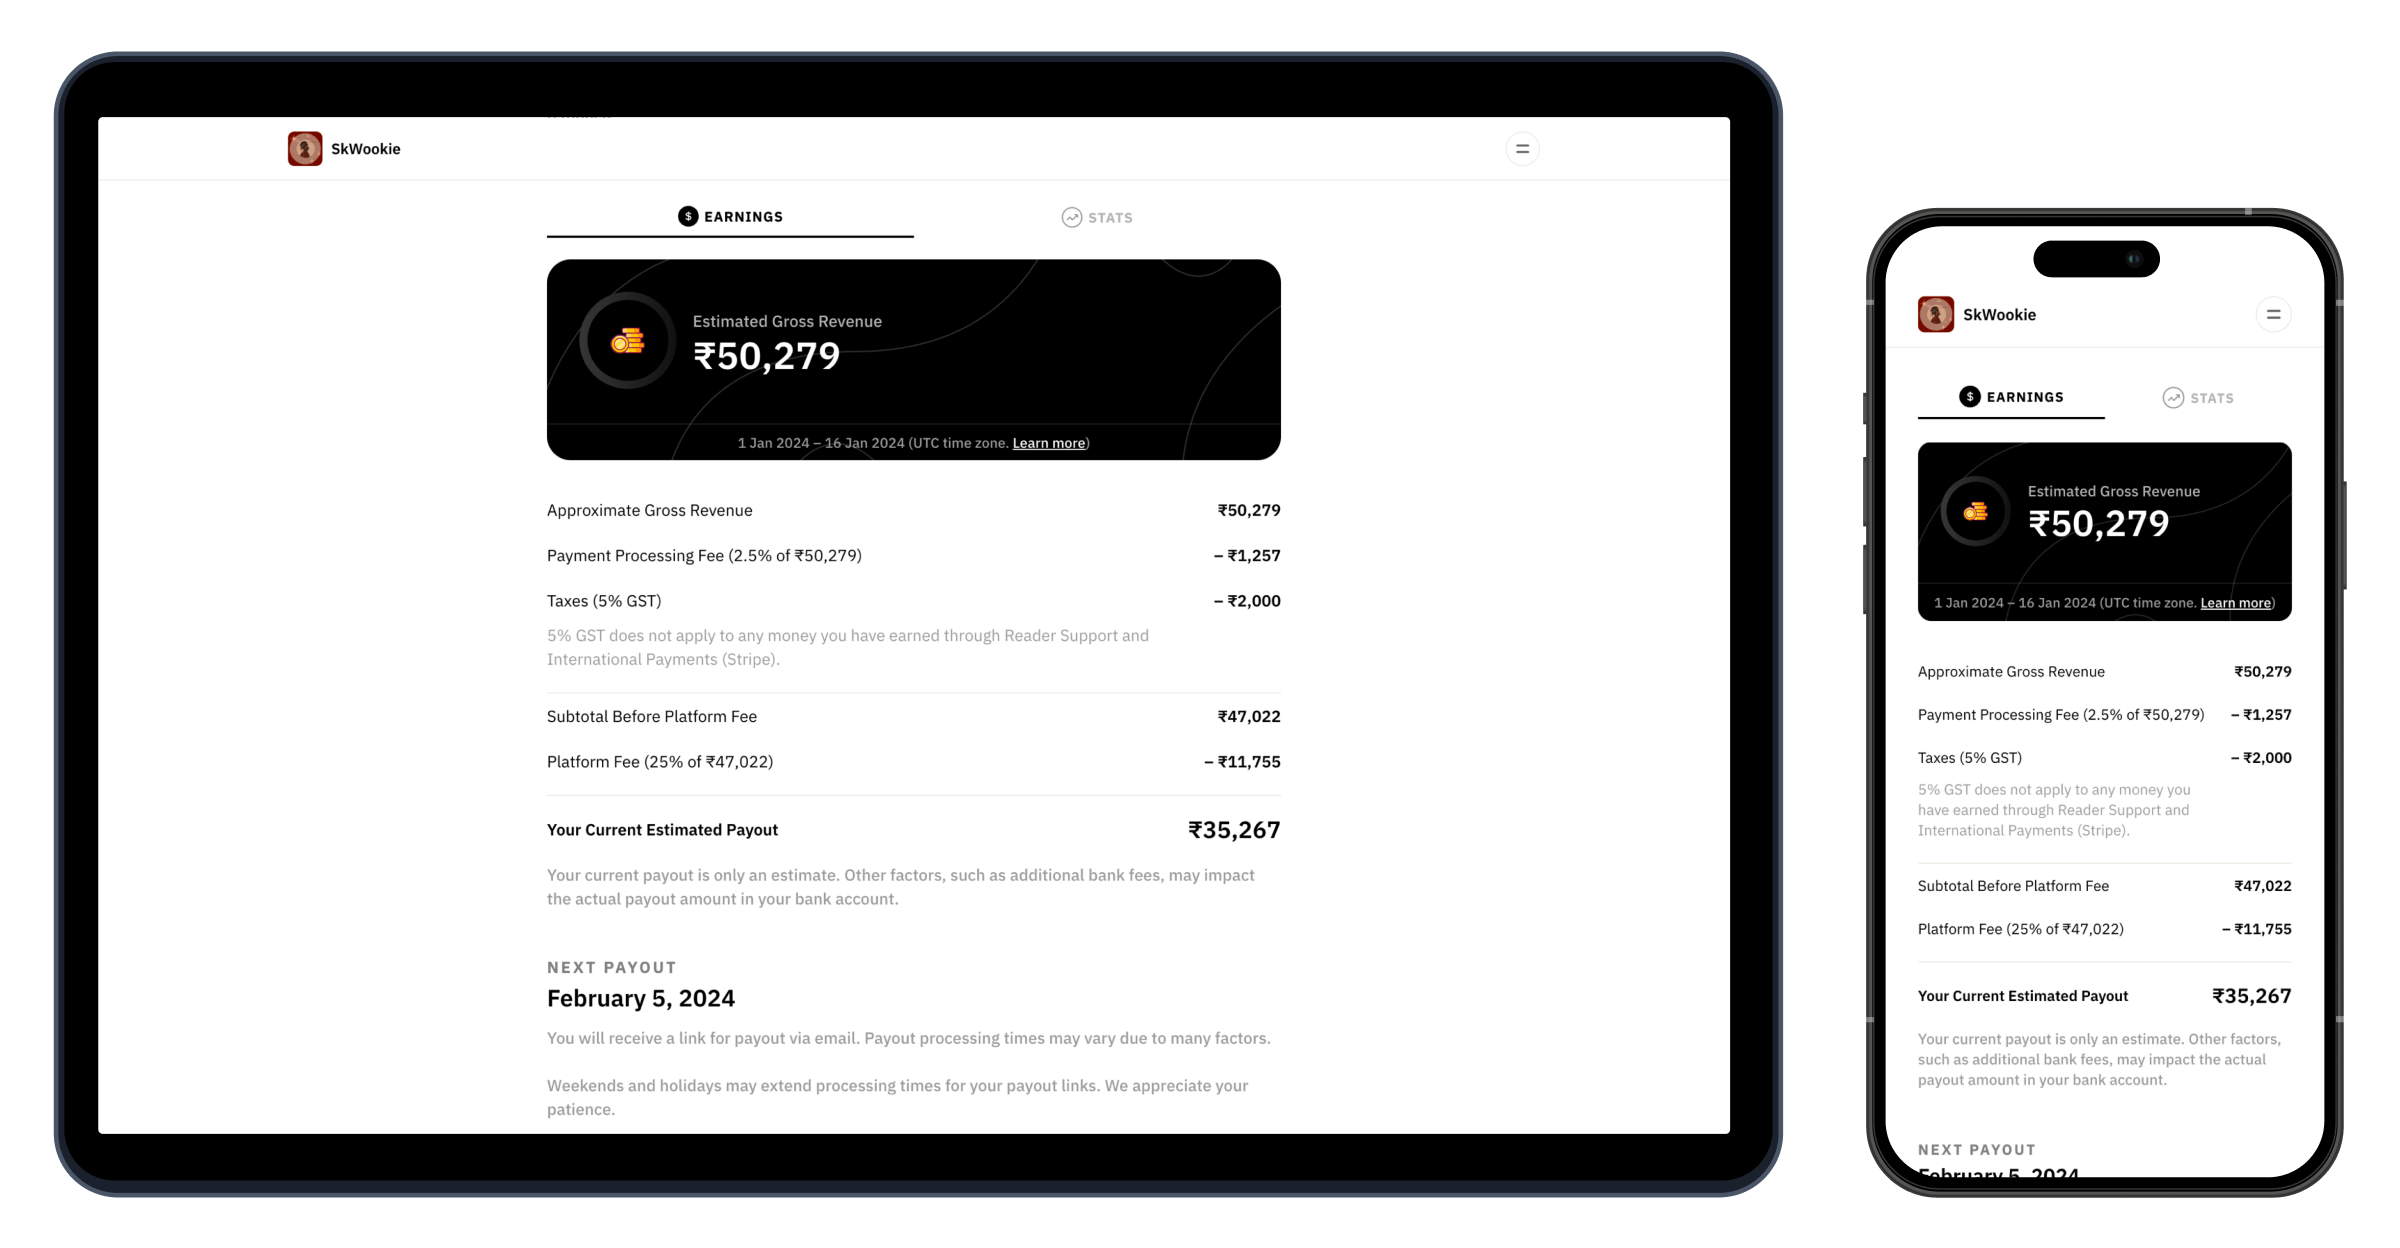 SkWookie
EARNINGS
STATS
Estimated Gross Revenue
₹50,279
1 Jan 2024 – 16 Jan 2024 (UTC time zone. Learn more)
Approximate Gross Revenue ₹50,279
Payment Processing Fee (2.5% of ₹50,279) – ₹1,257
Taxes (5% GST) – ₹2,000
5% GST does not apply to any money you have earned through Reader Support and
International Payments (Stripe).
Subtotal Before Platform Fee ₹47,022
Platform Fee (25% of ₹47,022) – ₹11,755
Your Current Estimated Payout ₹35,267
Your current payout is only an estimate. Other factors, such as additional bank fees, may impact
the actual payout amount in your bank account.
NEXT PAYOUT
February 5, 2024
You will receive a link for payout via email. Payout processing times may vary due to many factors.
Weekends and holidays may extend processing times for your payout links. We appreciate your
patience.
SkWookie
EARNINGS
STATS
Estimated Gross Revenue
₹50,279
1 Jan 2024 – 16 Jan 2024 (UTC time zone. Learn more)
Approximate Gross Revenue ₹50,279
Payment Processing Fee (2.5% of ₹50,279) – ₹1,257
Taxes (5% GST) – ₹2,000
5% GST does not apply to any money you
have earned through Reader Support and
International Payments (Stripe).
Subtotal Before Platform Fee ₹47,022
Platform Fee (25% of ₹47,022) – ₹11,755
Your Current Estimated Payout ₹35,267
Your current payout is only an estimate. Other factors,
such as additional bank fees, may impact the actual
payout amount in your bank account.
NEXT PAYOUT
February 5, 2024